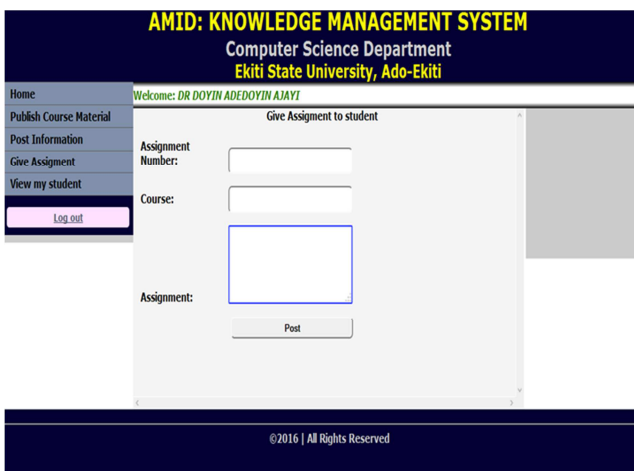 AMID: KNOWLEDGE MANAGEMENT SYSTEM
Computer Science Department
Ekiti State University, Ado-Ekiti
Home
Publish Course Material
Post Information
Give Assigment
View my student
Log out
Welcome: DR DOYIN ADEDOYIN AJAYI
Give Assigment to student
Assignment
Number:
Course:
Assignment:
Post
©2016 | All Rights Reserved